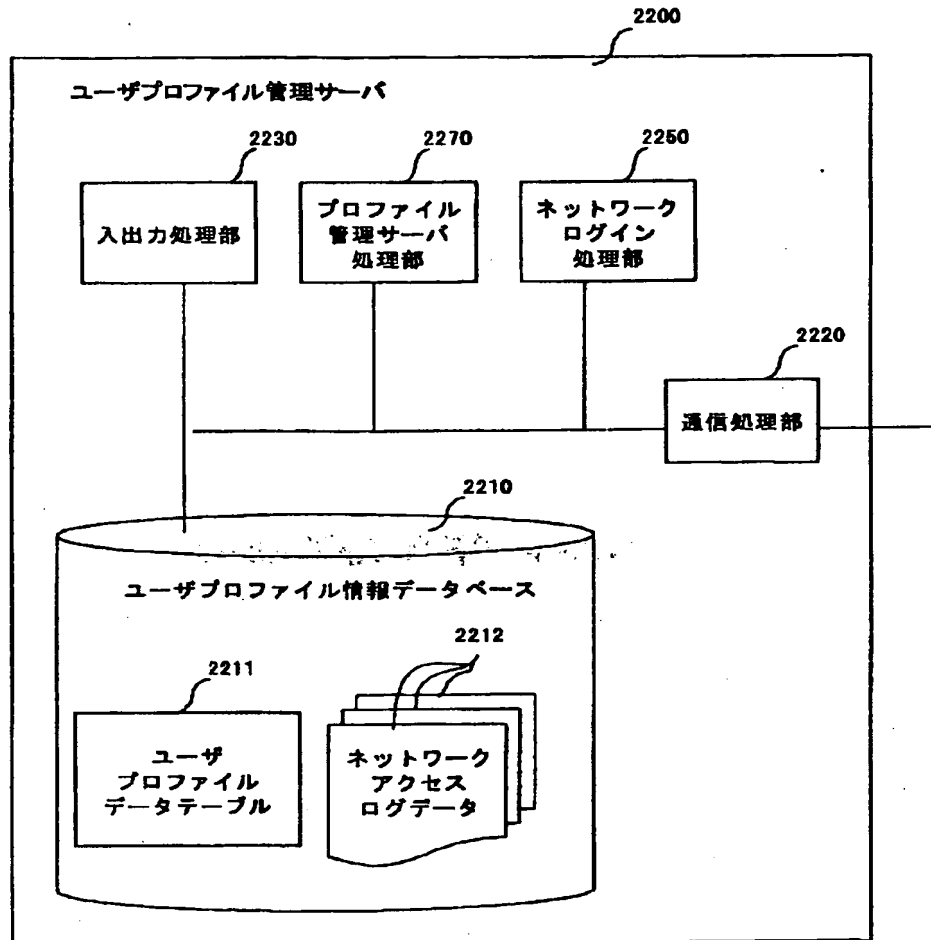 2200
ユーザプロファイル管理サーバ
2230
2270
2250
入出力処理部
プロファイル
管理サーバ
処理部
ネットワーク
ログイン
処理部
2220
通信処理部
2210
ユーザプロファイル情報データベース
2211
2212
ユーザ
プロファイル
データテーブル
ネットワーク
アクセス
ログデータ